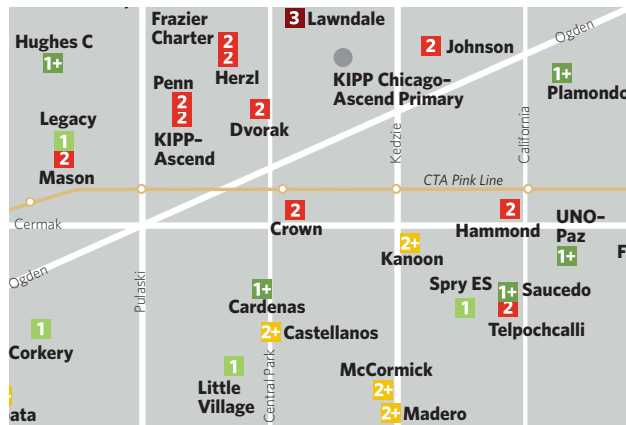 Frazier
Charter
2
2
Herzl
3 Lawndale
Ogden
Hughes C
1+
2 Johnson
KIPP Chicago–
Ascend Primary
1+
Plamondo
Penn
2
2
KIPP–
Ascend
2
Dvorak
Legacy
1
2
Mason
Kedzie
California
CTA Pink Line
Cermak
2
Crown
2
Hammond
UNO–
Paz
1+
2+
Kanoon
F
Ogden
Pulaski
1+
Cardenas
Spry ES
1
1+ Saucedo
2
Telpochcalli
1
Corkery
2+ Castellanos
Central Park
1
Little
Village
McCormick
2+
2+ Madero
ata